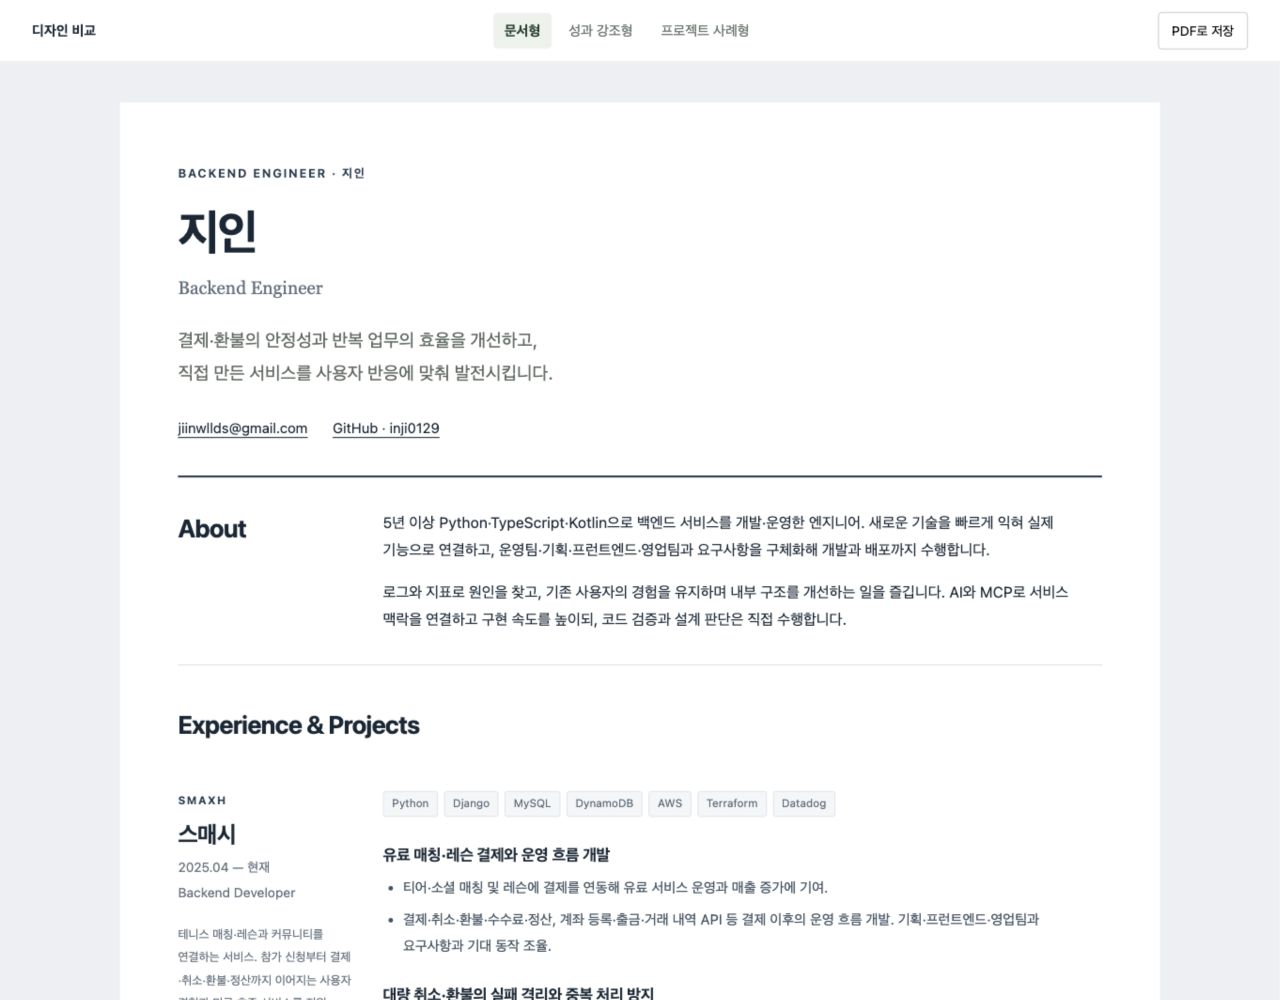 디자인 비교
문서형
성과 강조형
프로젝트 사례형
PDF로 저장
BACKEND ENGINEER · 지인
지인
Backend Engineer
결제·환불의 안정성과 반복 업무의 효율을 개선하고,
직접 만든 서비스를 사용자 반응에 맞춰 발전시킵니다.
jiinwllds@gmail.com
GitHub · inji0129
About
5년 이상 Python·TypeScript·Kotlin으로 백엔드 서비스를 개발·운영한 엔지니어. 새로운 기술을 빠르게 익혀 실제
기능으로 연결하고, 운영팀·기획·프런트엔드·영업팀과 요구사항을 구체화해 개발과 배포까지 수행합니다.
로그와 지표로 원인을 찾고, 기존 사용자의 경험을 유지하며 내부 구조를 개선하는 일을 즐깁니다. AI와 MCP로 서비스
맥락을 연결하고 구현 속도를 높이되, 코드 검증과 설계 판단은 직접 수행합니다.
Experience & Projects
SMAXH
스매시
2025.04 — 현재
Backend Developer
테니스 매칭·레슨과 커뮤니티를
연결하는 서비스. 참가 신청부터 결제
·취소·환불·정산까지 이어지는 사용자
Python
Django
MySQL
DynamoDB
AWS
Terraform
Datadog
유료 매칭·레슨 결제와 운영 흐름 개발
• 티어·소셜 매칭 및 레슨에 결제를 연동해 유료 서비스 운영과 매출 증가에 기여.
• 결제·취소·환불·수수료·정산, 계좌 등록·출금·거래 내역 API 등 결제 이후의 운영 흐름 개발. 기획·프런트엔드·영업팀과
요구사항과 기대 동작 조율.
대량 취소·환불의 실패 격리와 중복 처리 방지